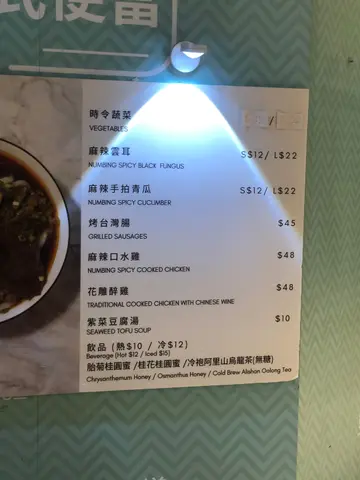 式便當
時令蔬菜
VEGETABLES
麻辣雲耳 S$12/ L$22
NUMBING SPICY BLACK FUNGUS
麻辣手拍青瓜 S$12/ L$22
NUMBING SPICY CUCUMBER
烤台灣腸 $45
GRILLED SAUSAGES
麻辣口水雞 $48
NUMBING SPICY COOKED CHICKEN
花雕醉雞 $48
TRADITIONAL COOKED CHICKEN WITH CHINESE WINE
紫菜豆腐湯 $10
SEAWEED TOFU SOUP
飲品 (熱$10 / 冷$12)
Beverage (Hot $12 / Iced $15)
胎菊桂圓蜜 /桂花桂圓蜜 /冷袍阿里山烏龍茶(無糖)
Chrysanthemum Honey / Osmanthus Honey / Cold Brew Alishan Oolong Tea